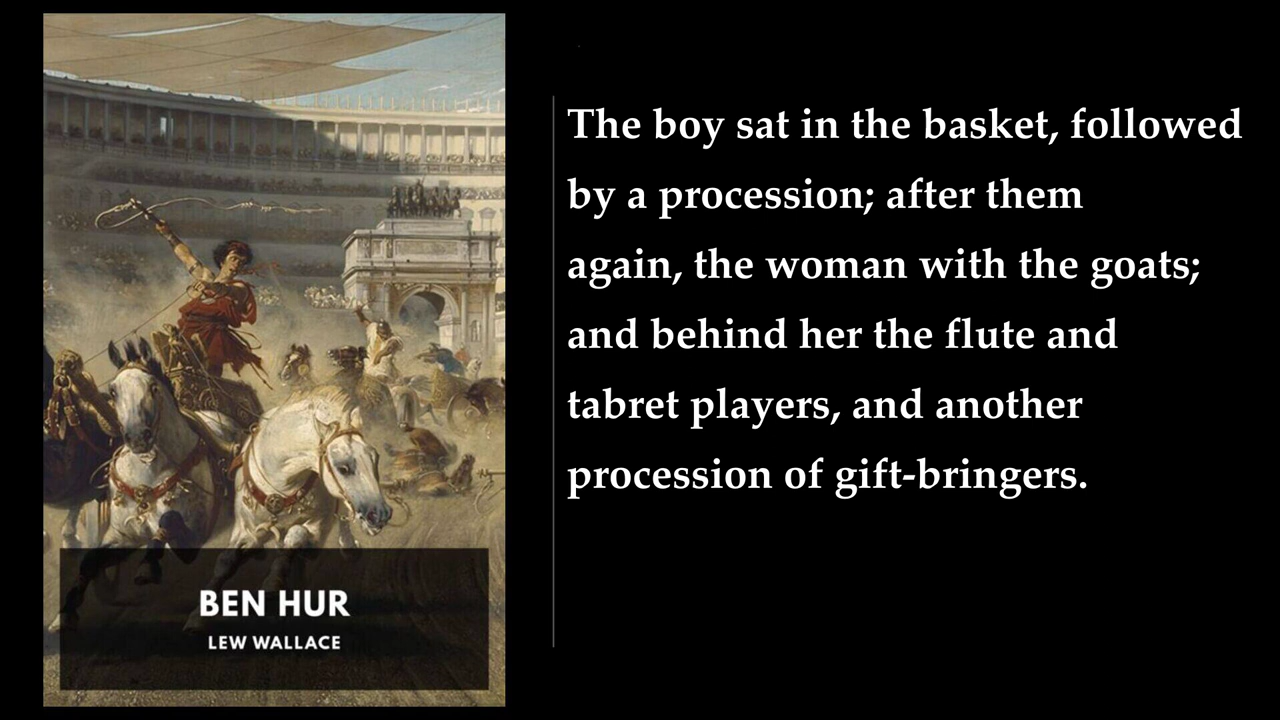 BEN HUR
LEW WALLACE
The boy sat in the basket, followed
by a procession; after them
again, the woman with the goats;
and behind her the flute and
tabret players, and another
procession of gift-bringers.